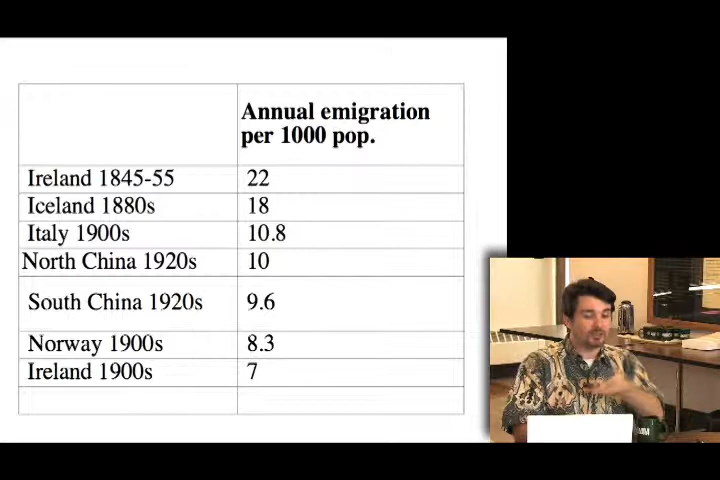 Annual emigration
per 1000 pop.
Ireland 1845-55 22
Iceland 1880s 18
Italy 1900s 10.8
North China 1920s 10
South China 1920s 9.6
Norway 1900s 8.3
Ireland 1900s 7